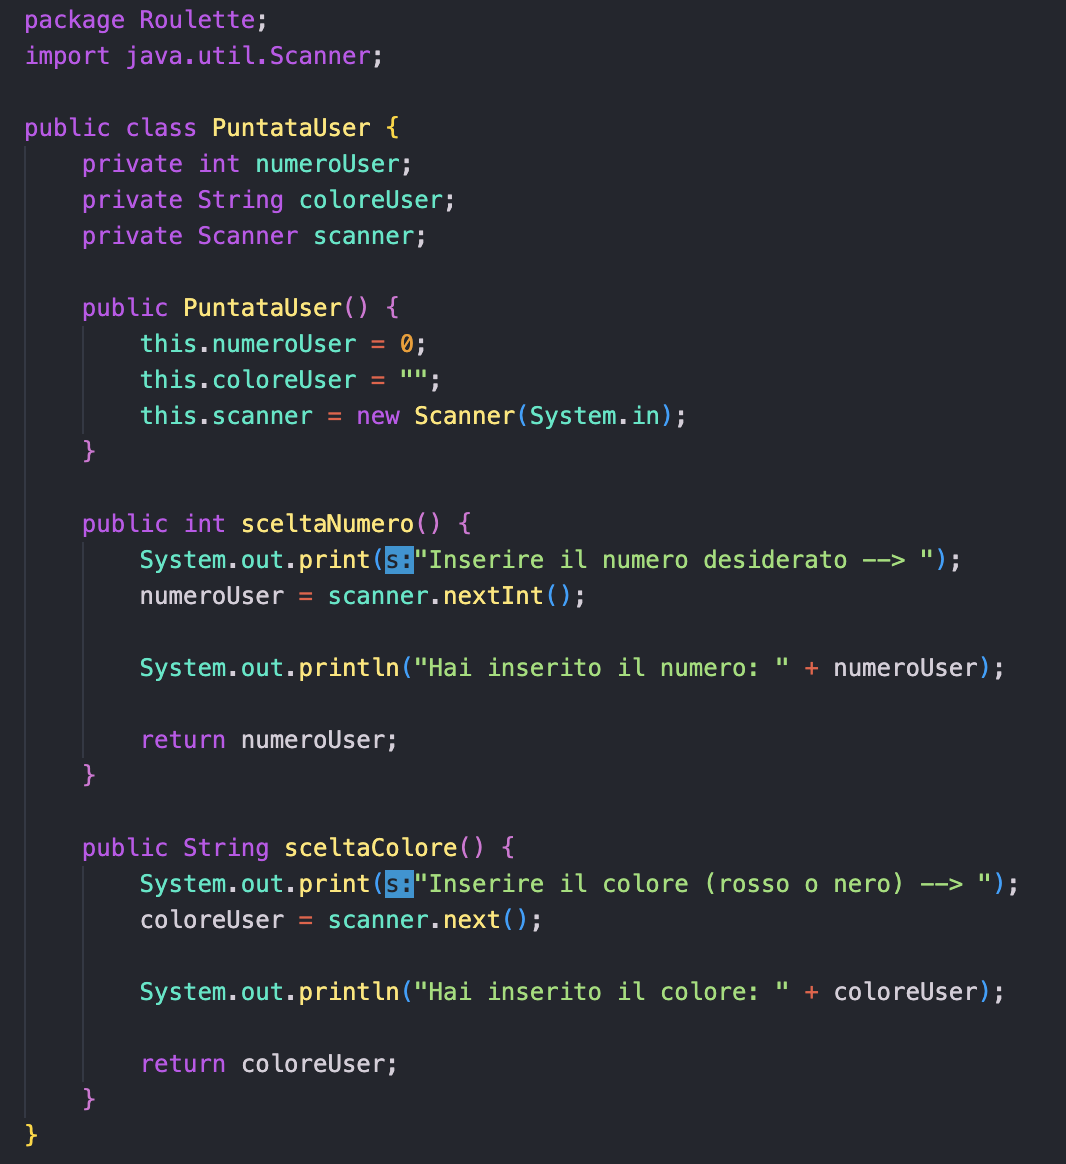 package Roulette;
import java.util.Scanner;
public class PuntataUser {
private int numeroUser;
private String coloreUser;
private Scanner scanner;
public PuntataUser() {
this.numeroUser = 0;
this.coloreUser = "";
this.scanner = new Scanner(System.in);
}
public int sceltaNumero() {
System.out.print(s:"Inserire il numero desiderato --> ");
numeroUser = scanner.nextInt();
System.out.println("Hai inserito il numero: " + numeroUser);
return numeroUser;
}
public String sceltaColore() {
System.out.print(s:"Inserire il colore (rosso o nero) --> ");
coloreUser = scanner.next();
System.out.println("Hai inserito il colore: " + coloreUser);
return coloreUser;
}
}